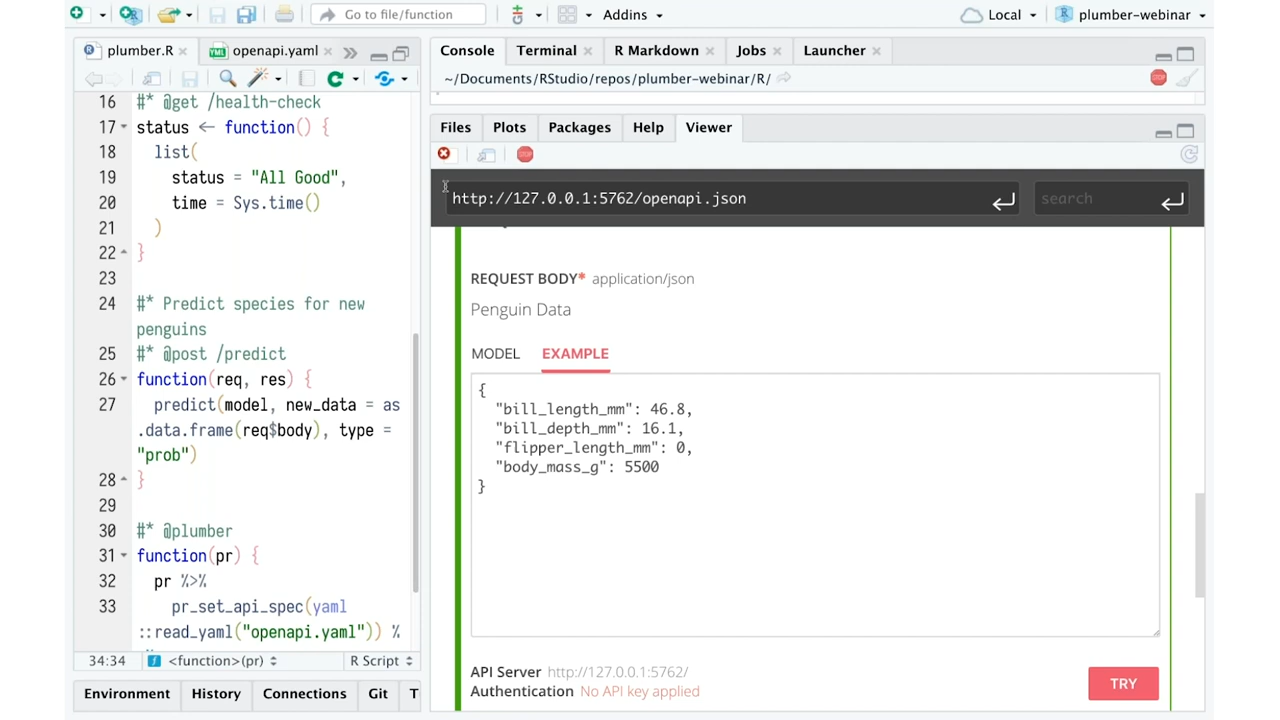 Go to file/function
Addins
Local
plumber-webinar
plumber.R
openapi.yaml
16 #* @get /health-check
17 status <- function() {
18 list(
19 status = "All Good",
20 time = Sys.time()
21 )
22 }
23
24 #* Predict species for new
penguins
25 #* @post /predict
26 function(req, res) {
27 predict(model, new_data = as
.data.frame(req$body), type =
"prob")
28 }
29
30 #* @plumber
31 function(pr) {
32 pr %>%
33 pr_set_api_spec(yaml
::read_yaml("openapi.yaml")) %
34:34 <function>(pr) R Script
Environment History Connections Git T
Console Terminal R Markdown Jobs Launcher
~/Documents/RStudio/repos/plumber-webinar/R/
Files Plots Packages Help Viewer
http://127.0.0.1:5762/openapi.json
search
REQUEST BODY* application/json
Penguin Data
MODEL EXAMPLE
{
"bill_length_mm": 46.8,
"bill_depth_mm": 16.1,
"flipper_length_mm": 0,
"body_mass_g": 5500
}
API Server http://127.0.0.1:5762/
Authentication No API key applied
TRY